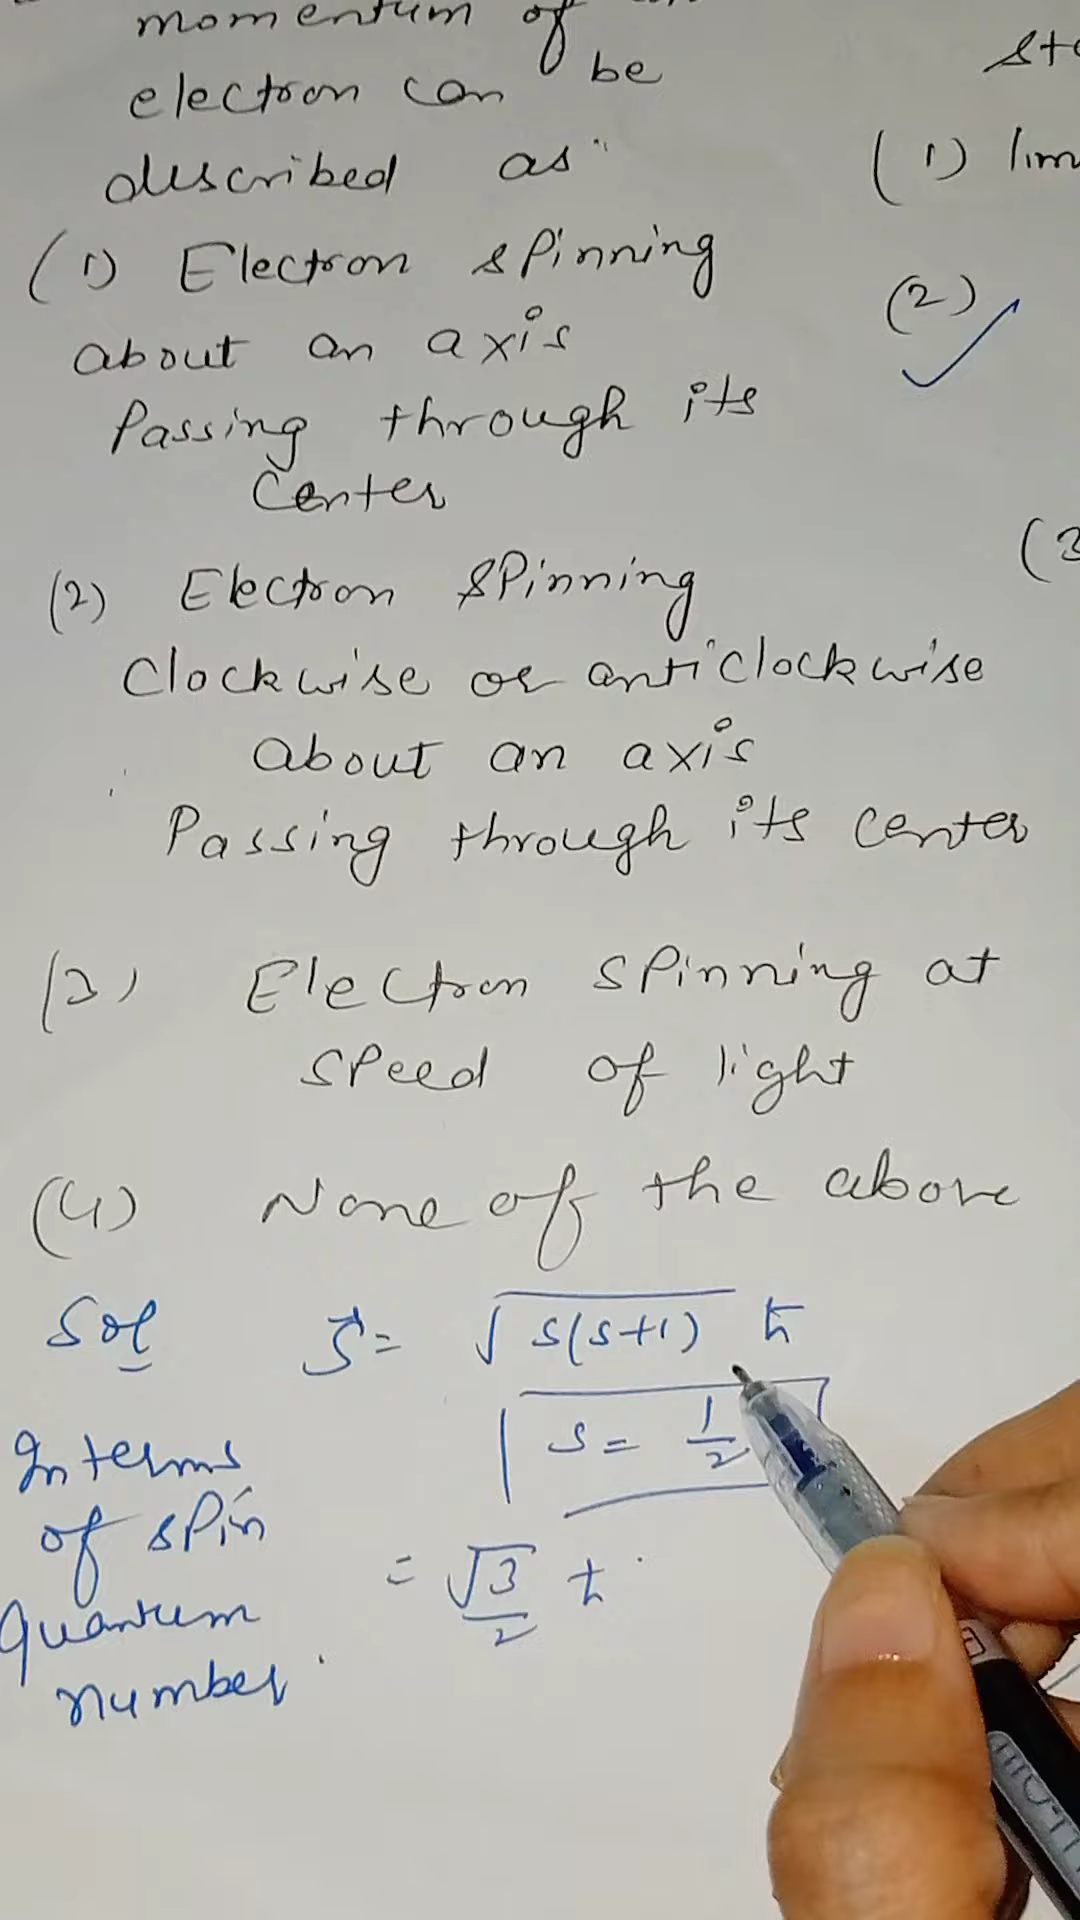 momentum of
electron can be
described as
(1) Electron spinning
about an axis
Passing through its
Center
(2) Electron spinning
Clockwise or anticlockwise
about an axis
Passing through its center
(3) Electron spinning at
speed of light
(4) None of the above
Sol S⃗ = √s(s+1) ħ
In terms
of spin
quantum
number.
s = 1/2
= √3/2 ħ
(1)
(2) ✓